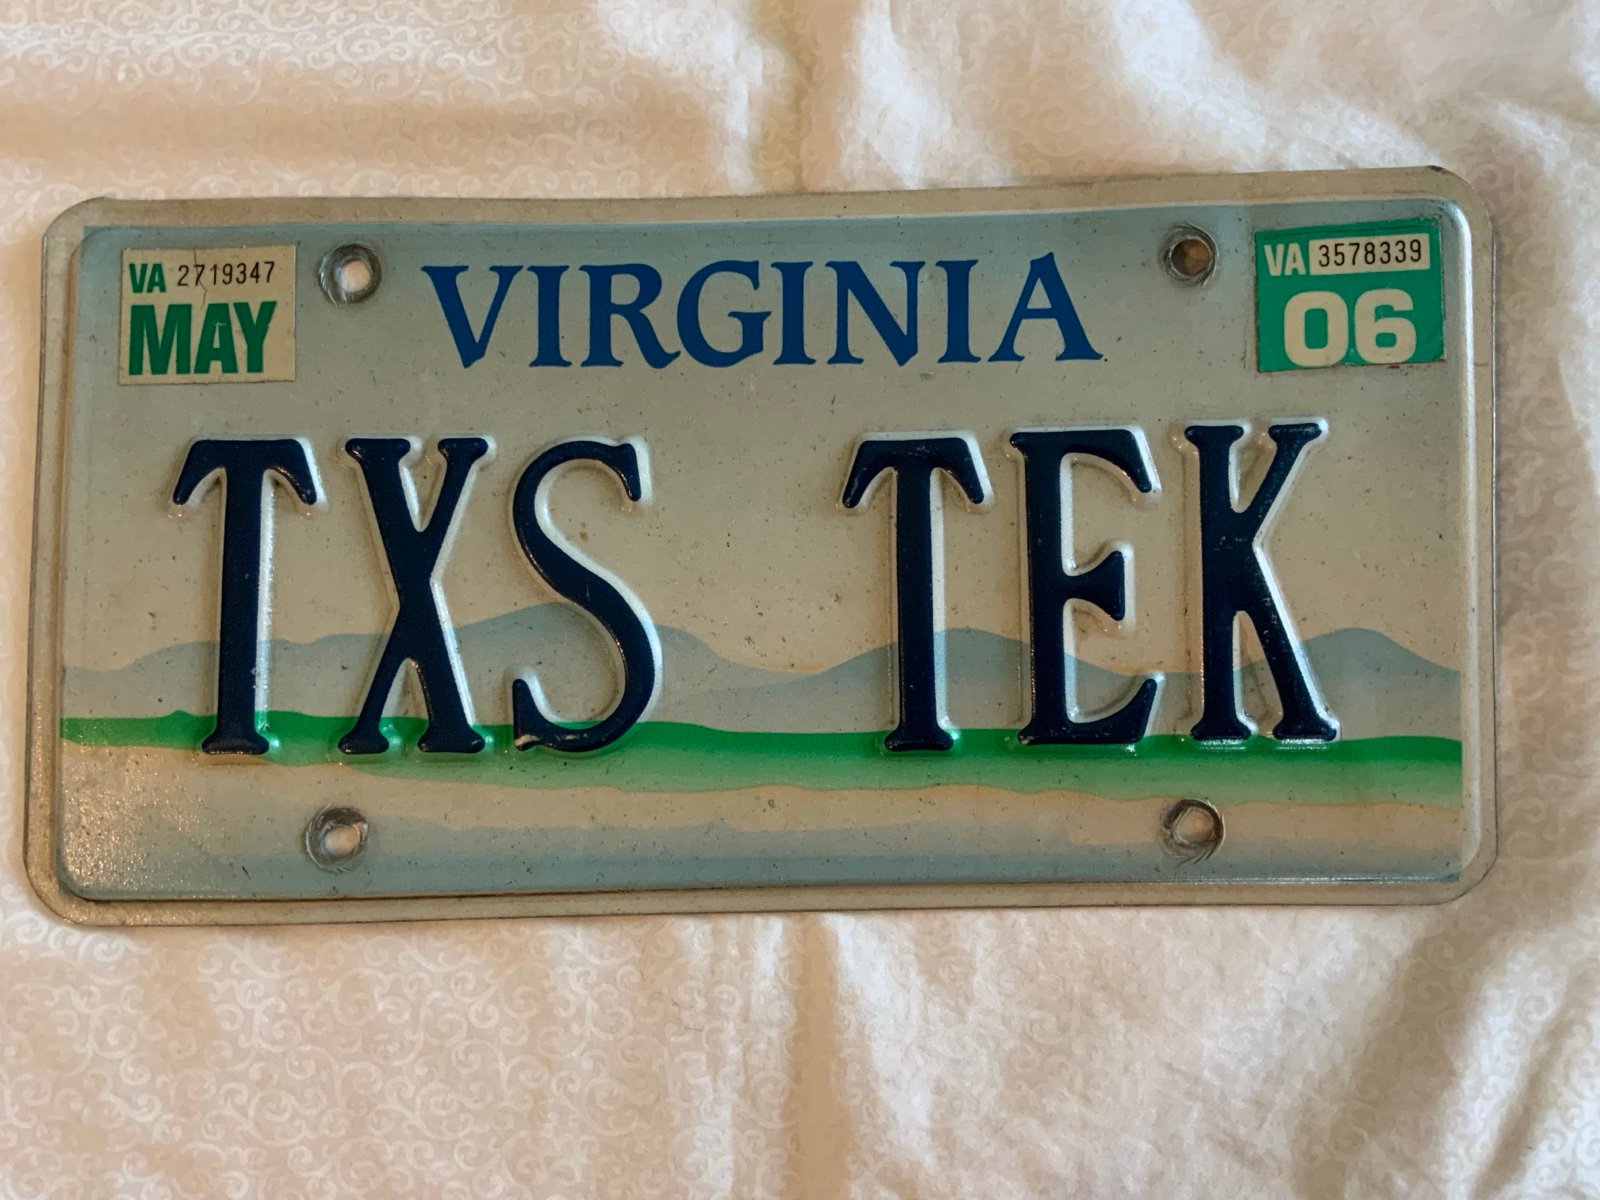 VA 2719347
MAY
VIRGINIA
VA 3578339
06
TXS TEK